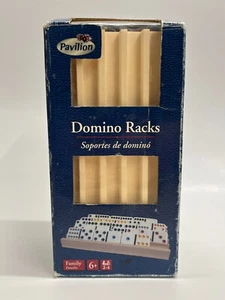 Pavilion
Domino Racks
Soportes de dominó
Family
6+